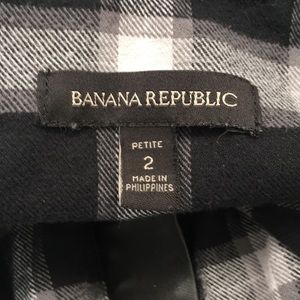 BANANA REPUBLIC
PETITE
2
MADE IN
PHILIPPINES